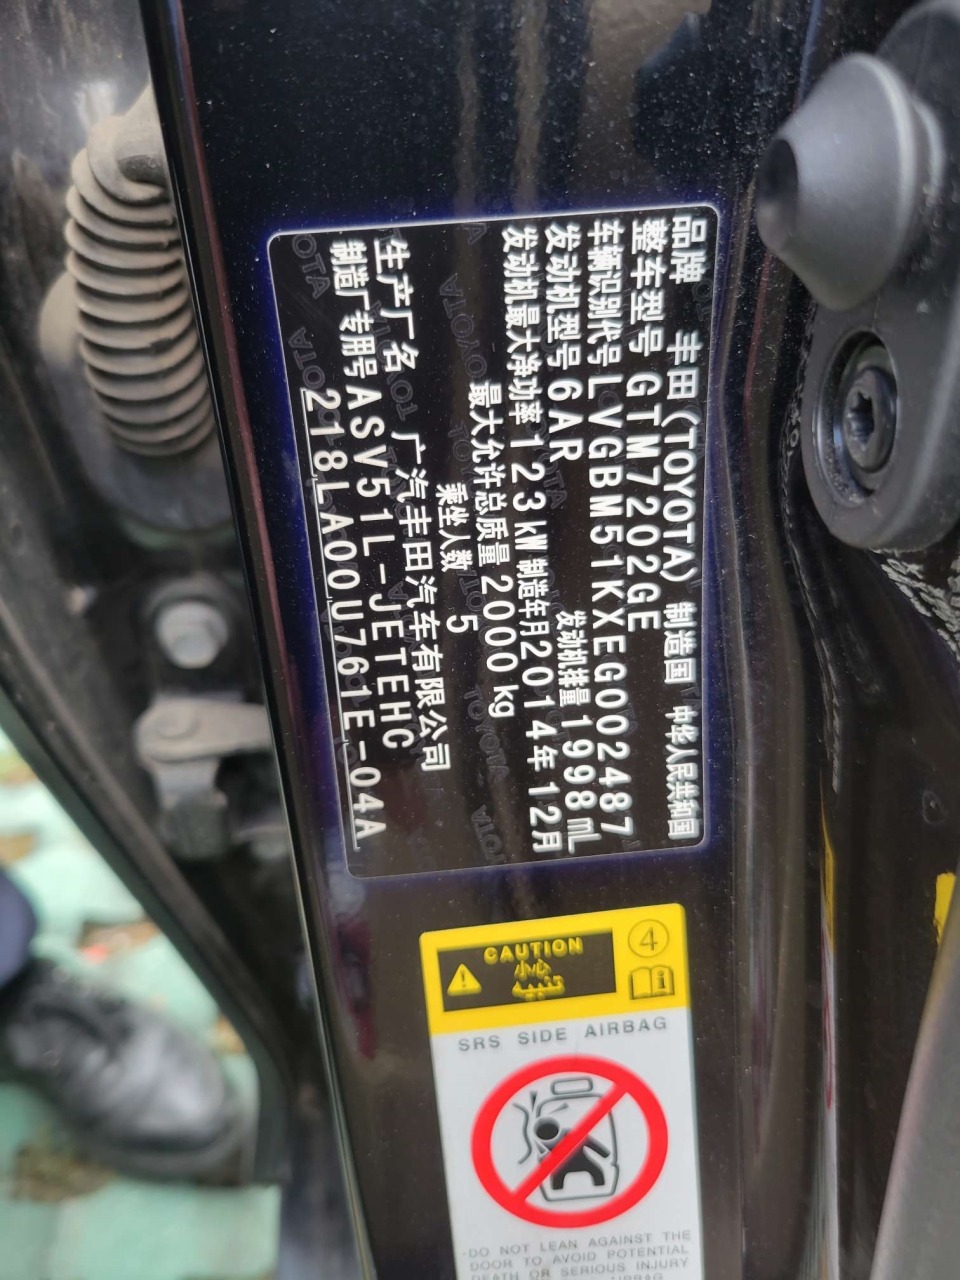 品牌 丰田(TOYOTA) 制造国 中华人民共和国
整车型号 GTM7202GE
车辆识别代号 LVGBM51KXEG002487
发动机型号 6AR 发动机排量 1998 mL
发动机最大净功率 123 kW 制造年月 2014年12月
最大允许总质量 2000 kg
乘坐人数 5
生产厂名 广汽丰田汽车有限公司
制造厂专用号 ASV51L-JETEHC
218LA00U761E-04A
CAUTION
小心
4
SRS SIDE AIRBAG
·DO NOT LEAN AGAINST THE
DOOR TO AVOID POTENTIAL
DEATH OR SERIOUS INJURY
AIRBAG